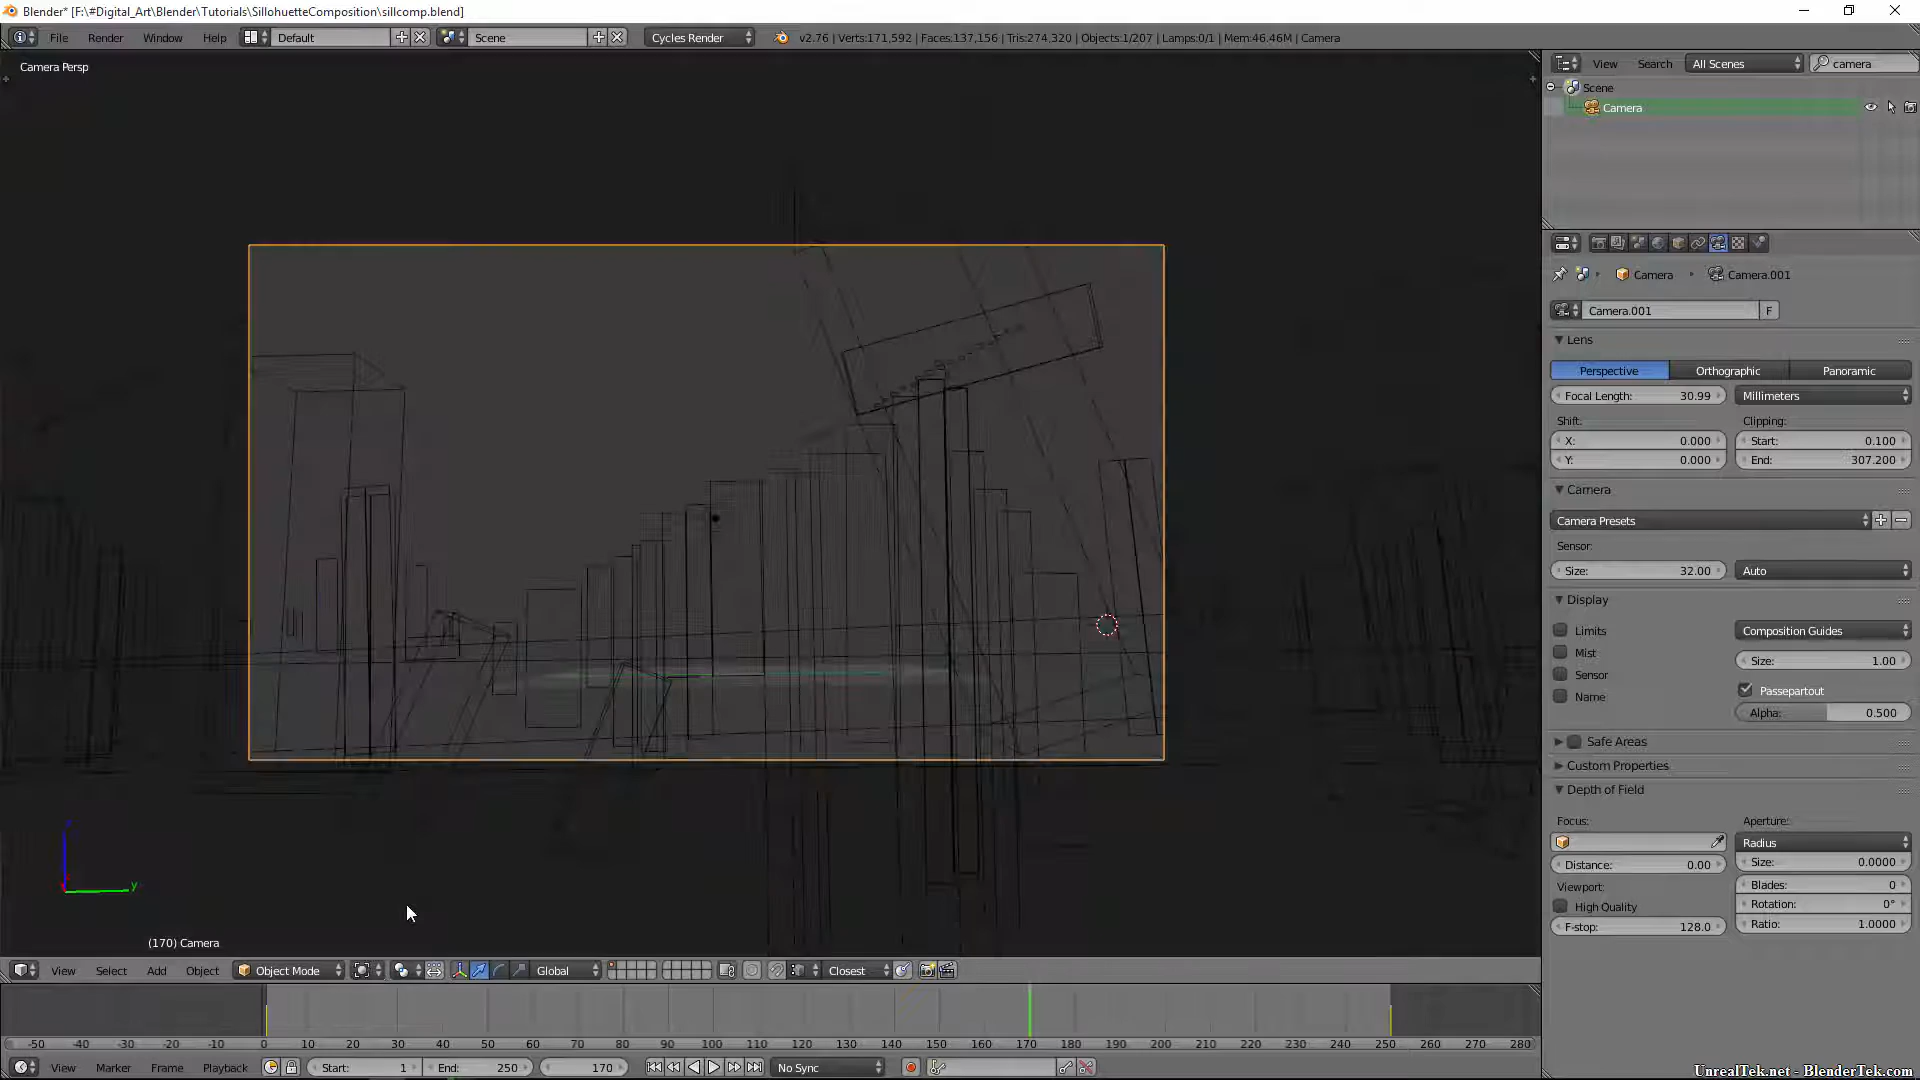 Blender* [F:\#Digital_Art\Blender\Tutorials\SillohuetteComposition\sillcomp.blend]
File Render Window Help Default Scene Cycles Render v2.76 | Verts:171,592 | Faces:137,156 | Tris:274,320 | Objects:1/207 | Lamps:0/1 | Mem:46.46M | Camera
Camera Persp
View Search All Scenes camera
Scene
Camera
Camera Camera.001
Camera.001 F
Lens
Perspective Orthographic Panoramic
Focal Length: 30.99 Millimeters
Shift: Clipping:
X: 0.000 Start: 0.100
Y: 0.000 End: 307.200
Camera
Camera Presets
Sensor:
Size: 32.00 Auto
Display
Limits Composition Guides
Mist Size: 1.00
Sensor Passepartout
Name Alpha: 0.500
Safe Areas
Custom Properties
Depth of Field
Focus: Aperture:
Radius
Distance: 0.00 Size: 0.0000
Viewport: Blades: 0
High Quality Rotation: 0°
F-stop: 128.0 Ratio: 1.0000
y
(170) Camera
View Select Add Object Object Mode Global Closest
-50 -40 -30 -20 -10 0 10 20 30 40 50 60 70 80 90 100 110 120 130 140 150 160 170 180 190 200 210 220 230 240 250 260 270 280
View Marker Frame Playback Start: 1 End: 250 170 No Sync
UnrealTek.net - BlenderTek.com